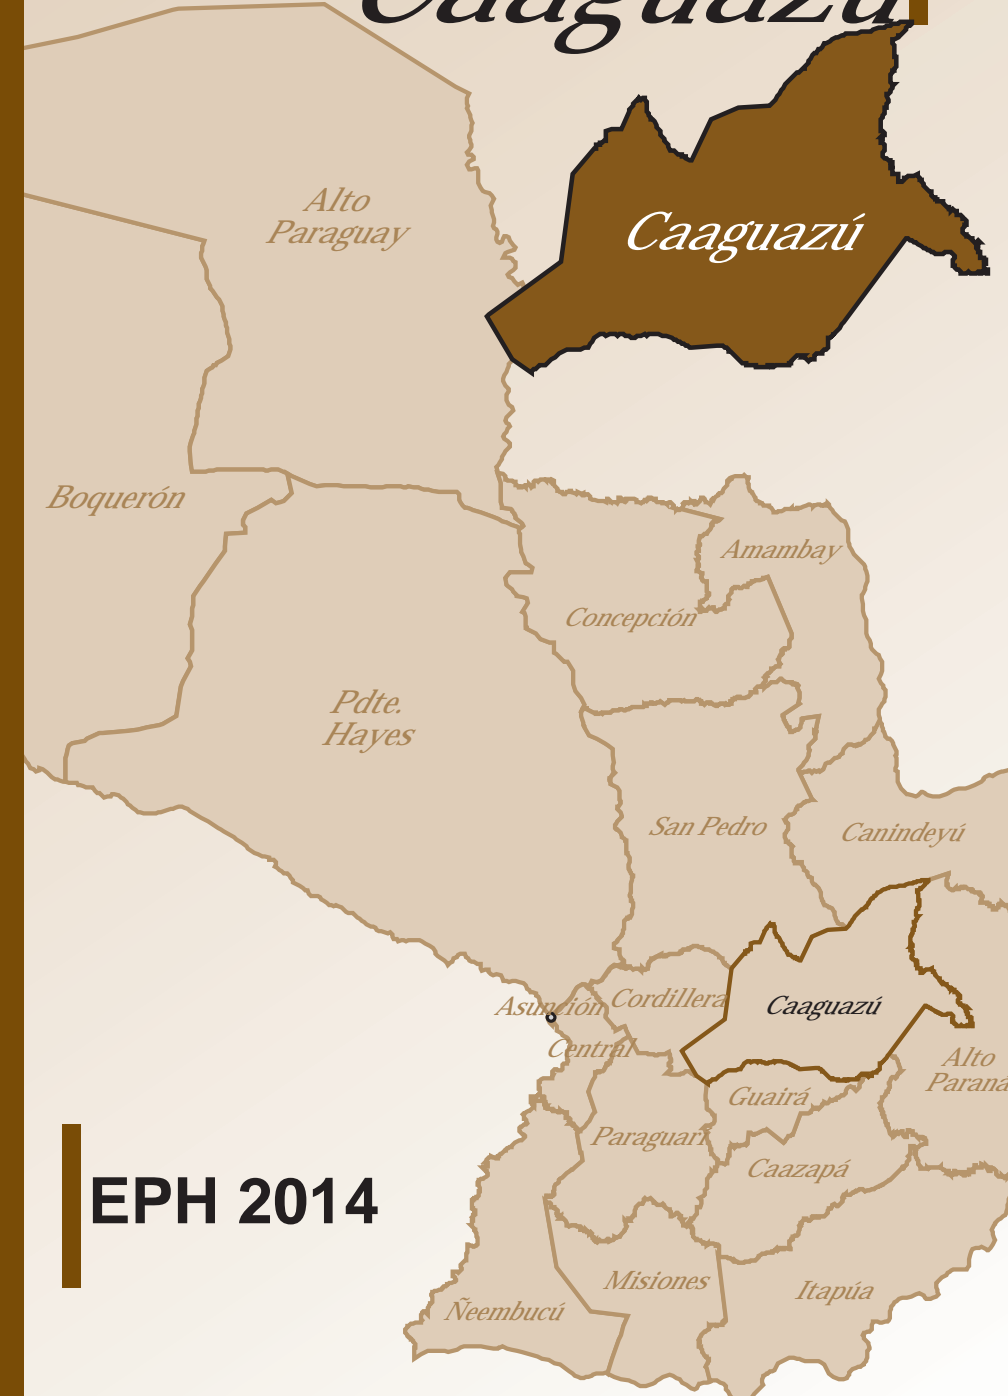 Caaguazú
Alto
Paraguay
Caaguazú
Boquerón
Amambay
Concepción
Pdte.
Hayes
San Pedro
Canindeyú
Asunción
Cordillera
Caaguazú
Central
Alto
Paraná
Guairá
Paraguarí
Caazapá
EPH 2014
Misiones
Itapúa
Ñeembucú